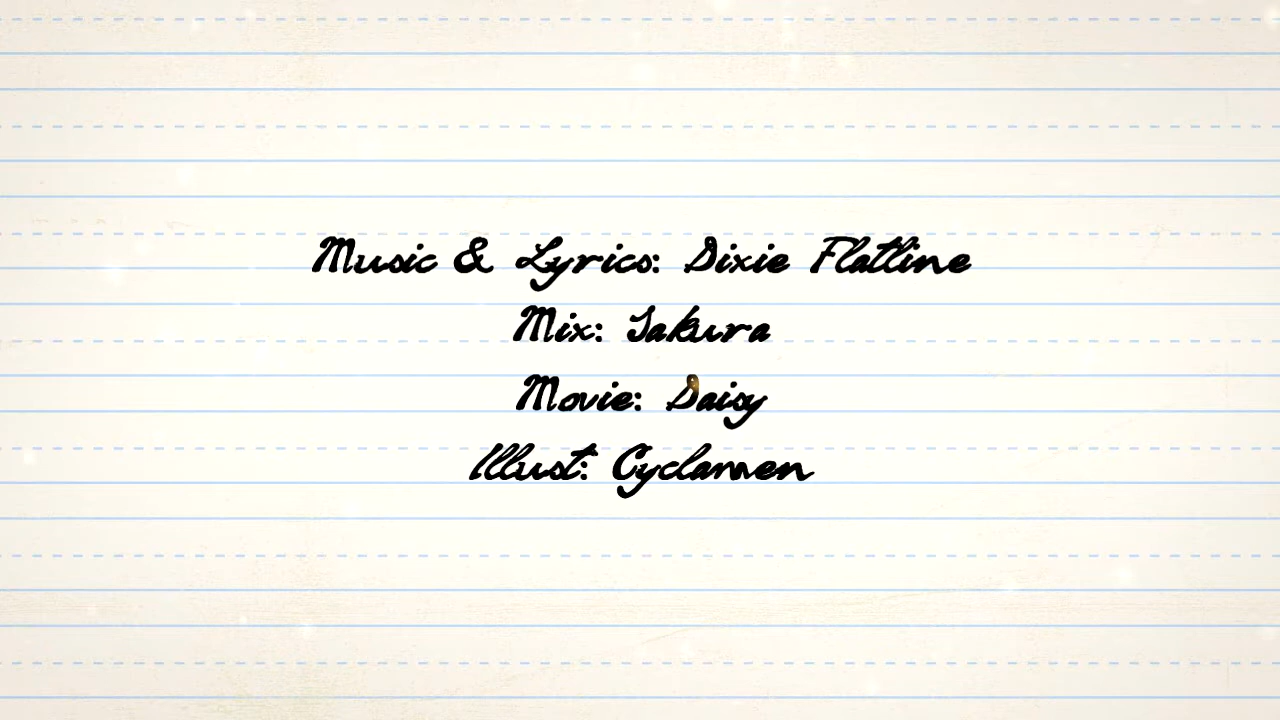 Music & Lyrics: Dixie Flatline
Mix: Sakura
Movie: Daisy
Illust: Cyclamen